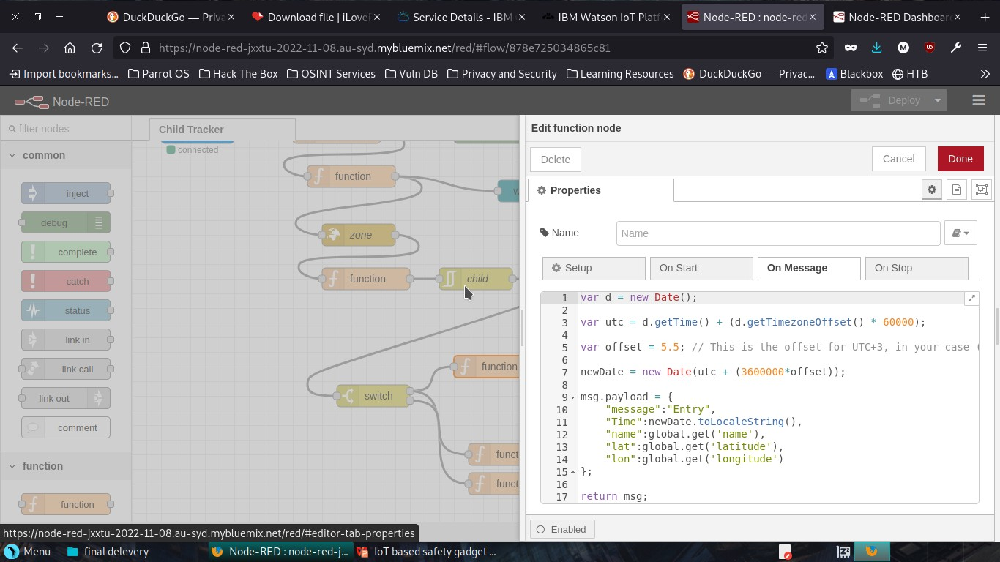 DuckDuckGo — Priva
Download file | iLoveP
Service Details - IBM
IBM Watson IoT Platf
Node-RED : node-red
Node-RED Dashboar
https://node-red-jxxtu-2022-11-08.au-syd.mybluemix.net/red/#flow/878e725034865c81
Import bookmarks...
Parrot OS
Hack The Box
OSINT Services
Vuln DB
Privacy and Security
Learning Resources
DuckDuckGo — Privac...
Blackbox
HTB
Node-RED
Deploy
filter nodes
common
inject
debug
complete
catch
status
link in
link call
link out
comment
function
function
Child Tracker
connected
function
zone
function
child
switch
function
funct
funct
Edit function node
Delete
Cancel
Done
Properties
Name
Name
Setup
On Start
On Message
On Stop
1 var d = new Date();
2
3 var utc = d.getTime() + (d.getTimezoneOffset() * 60000);
4
5 var offset = 5.5; // This is the offset for UTC+3, in your case (
6
7 newDate = new Date(utc + (3600000*offset));
8
9 msg.payload = {
10 "message":"Entry",
11 "Time":newDate.toLocaleString(),
12 "name":global.get('name'),
13 "lat":global.get('latitude'),
14 "lon":global.get('longitude')
15 };
16
17 return msg;
Enabled
https://node-red-jxxtu-2022-11-08.au-syd.mybluemix.net/red/#editor-tab-properties
Menu
final delevery
Node-RED : node-red-j...
IoT based safety gadget ...